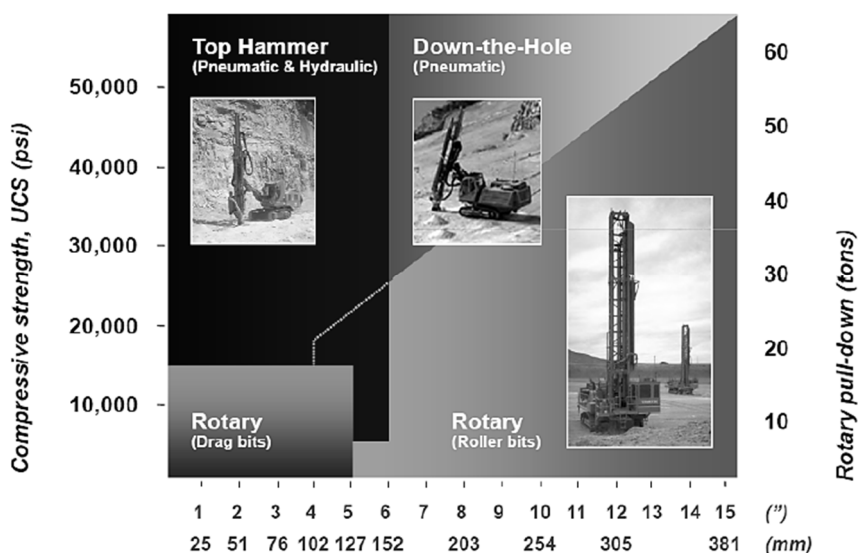 Top Hammer
(Pneumatic & Hydraulic)
Down-the-Hole
(Pneumatic)
Compressive strength, UCS (psi)
50,000
40,000
30,000
20,000
10,000
60
50
40
30
20
10
Rotary pull-down (tons)
Rotary
(Drag bits)
Rotary
(Roller bits)
1 2 3 4 5 6 7 8 9 10 11 12 13 14 15 (")
25 51 76 102 127 152 203 254 305 381 (mm)